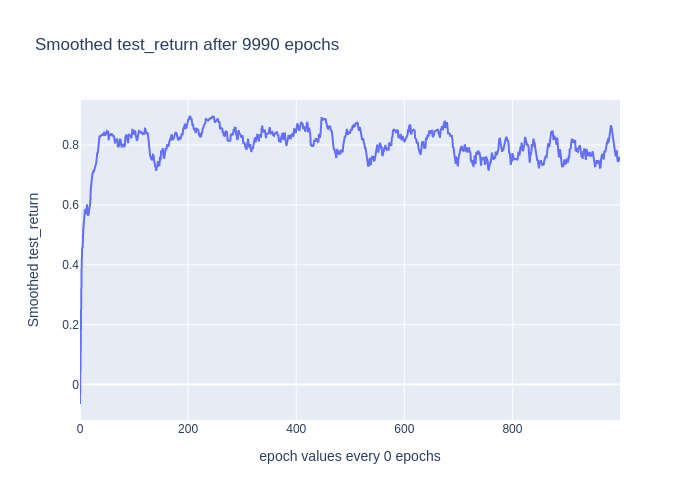 Smoothed test_return after 9990 epochs
0.8
0.6
0.4
0.2
0
Smoothed test_return
0 200 400 600 800
epoch values every 0 epochs